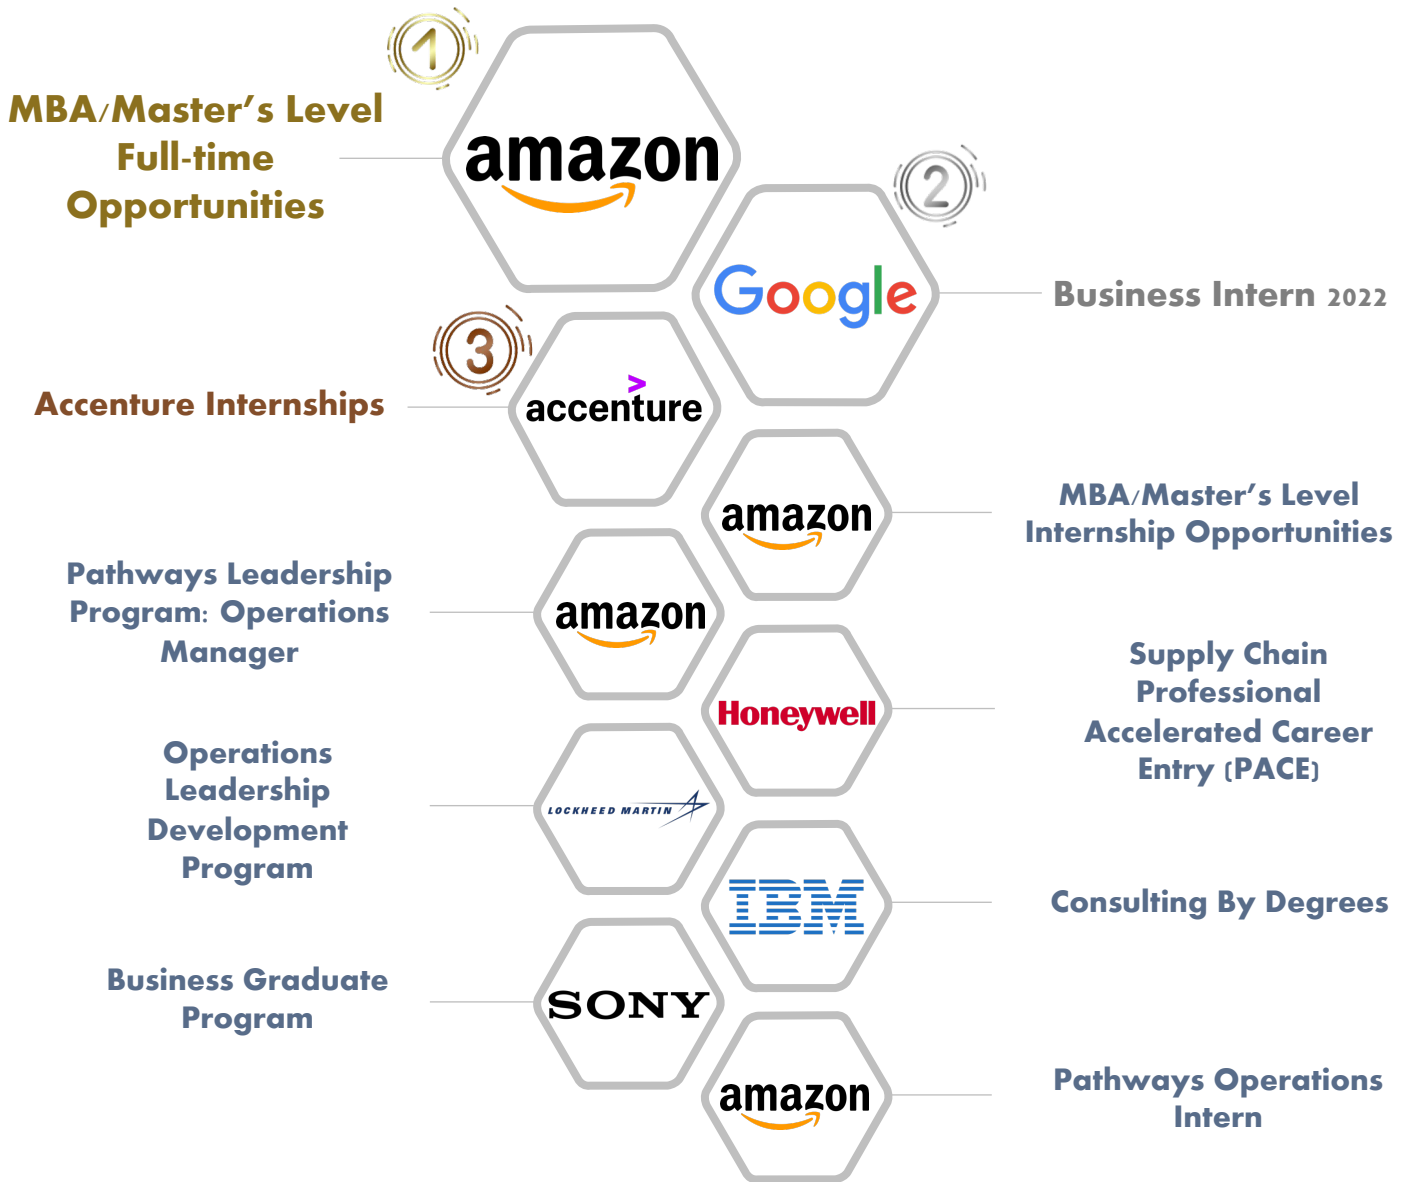 1
MBA/Master's Level
Full-time
Opportunities
amazon
2
Google
Business Intern 2022
3
Accenture Internships
>
accenture
amazon
MBA/Master's Level
Internship Opportunities
Pathways Leadership
Program: Operations
Manager
amazon
Honeywell
Supply Chain
Professional
Accelerated Career
Entry (PACE)
Operations
Leadership
Development
Program
LOCKHEED MARTIN
IBM
Consulting By Degrees
Business Graduate
Program
SONY
amazon
Pathways Operations
Intern